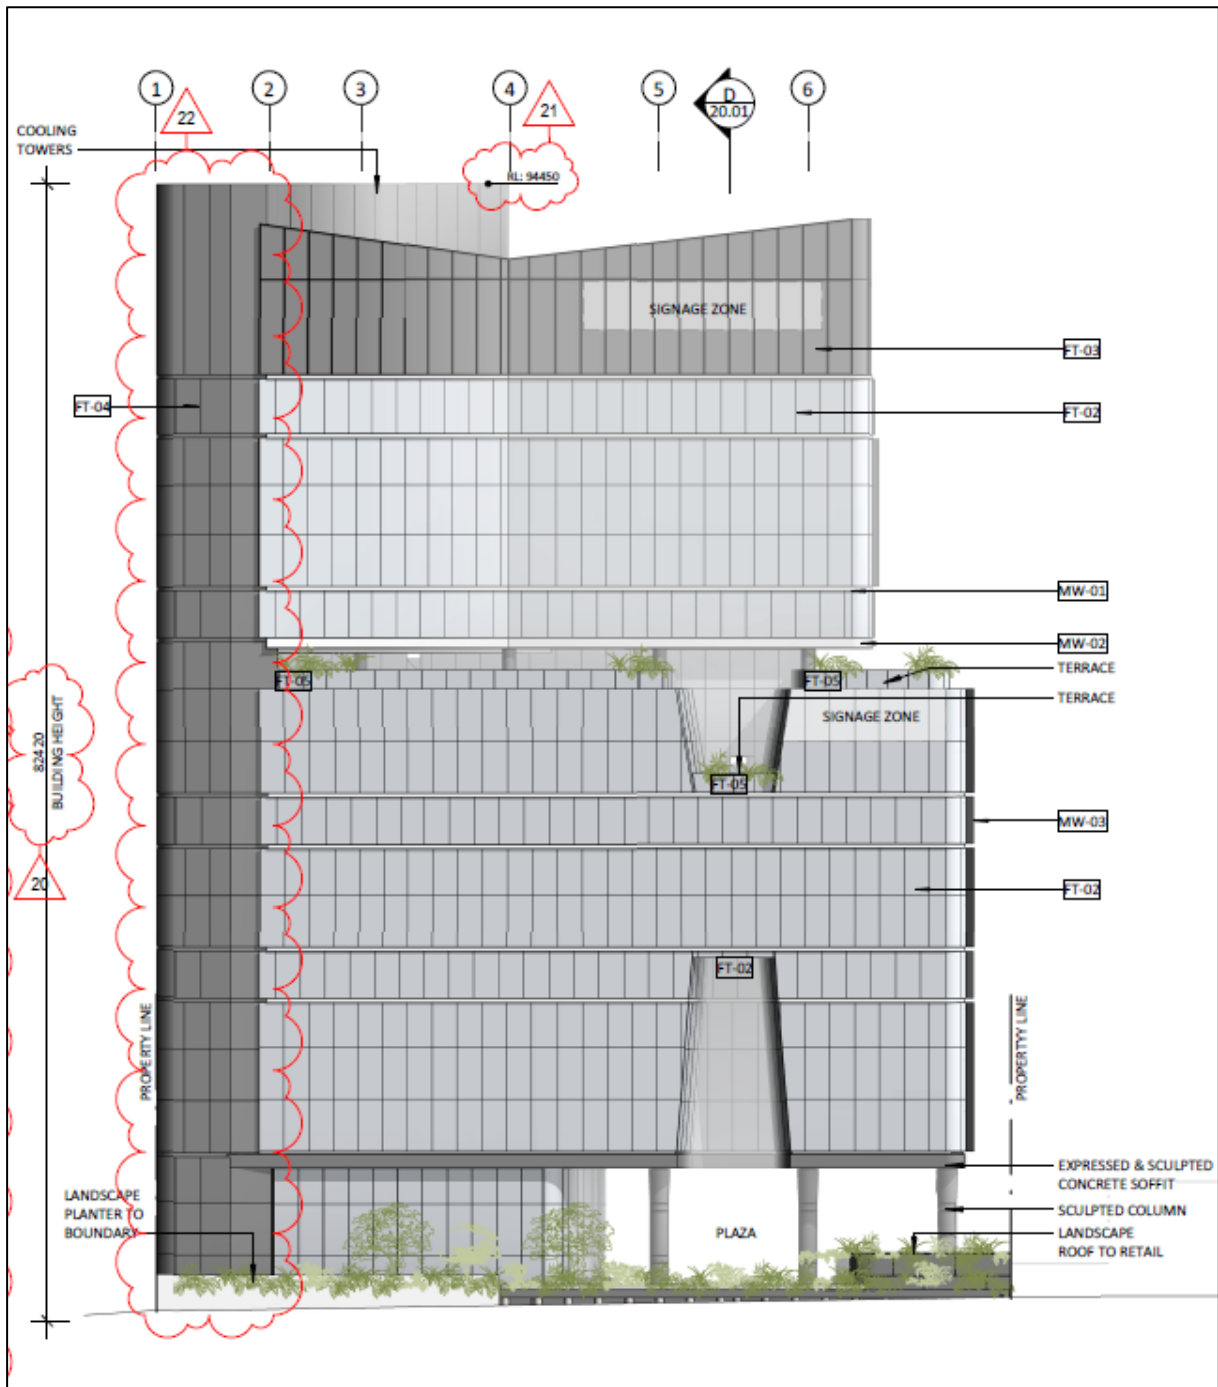 1
2
3
4
5
D
20.01
6
22
21
COOLING
TOWERS
RL: 94450
SIGNAGE ZONE
FT-03
FT-04
FT-02
MW-01
MW-02
TERRACE
FT-05
FT-05
TERRACE
SIGNAGE ZONE
FT-05
82420
BUILDING HEIGHT
MW-03
20
FT-02
FT-02
PROPERTY LINE
PROPERTYY LINE
EXPRESSED & SCULPTED
CONCRETE SOFFIT
LANDSCAPE
PLANTER TO
BOUNDARY
SCULPTED COLUMN
PLAZA
LANDSCAPE
ROOF TO RETAIL